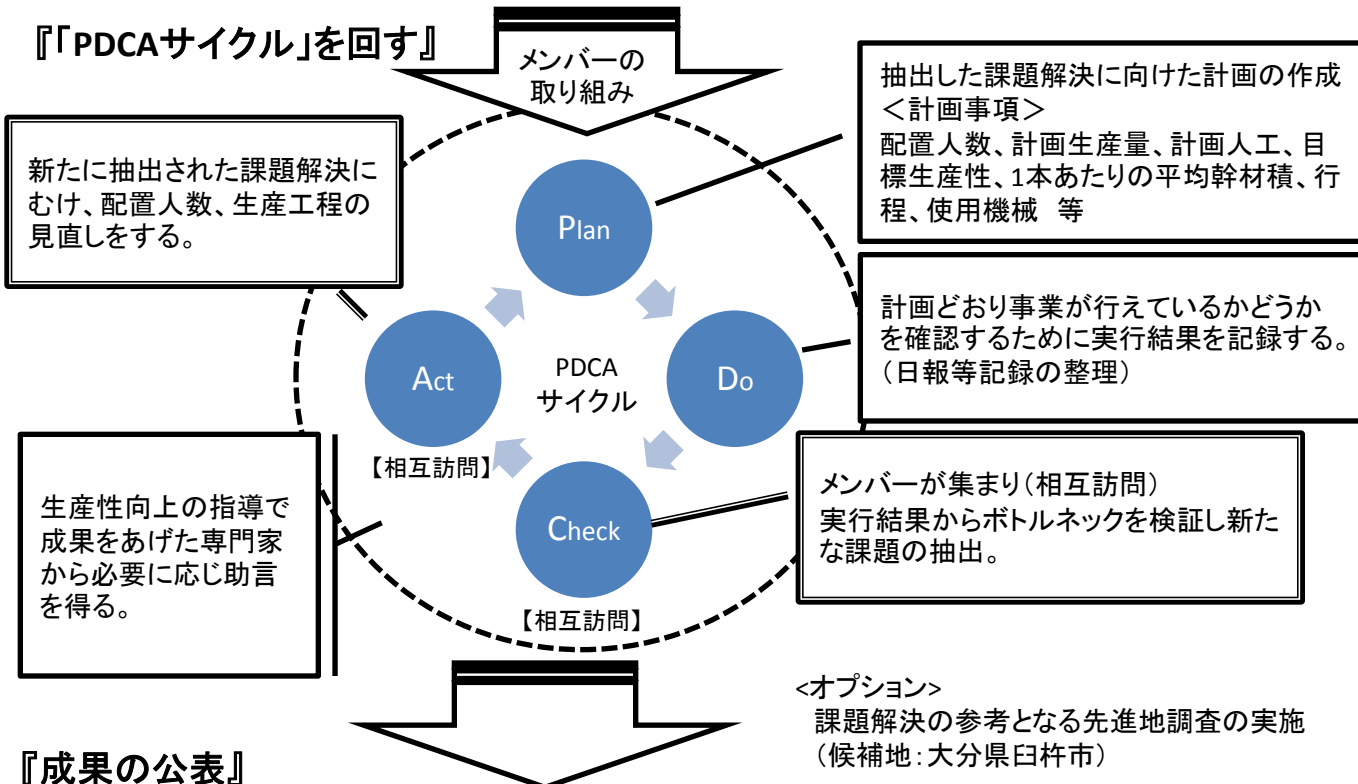 『「PDCAサイクル」を回す』
メンバーの
取り組み
抽出した課題解決に向けた計画の作成
＜計画事項＞
配置人数、計画生産量、計画人工、目
標生産性、1本あたりの平均幹材積、行
程、使用機械　等
新たに抽出された課題解決に
むけ、配置人数、生産工程の
見直しをする。
Plan
計画どおり事業が行えているかどうか
を確認するために実行結果を記録する。
（日報等記録の整理）
Act
PDCA
サイクル
Do
【相互訪問】
メンバーが集まり（相互訪問）
実行結果からボトルネックを検証し新た
な課題の抽出。
生産性向上の指導で
成果をあげた専門家
から必要に応じ助言
を得る。
Check
【相互訪問】
<オプション>
課題解決の参考となる先進地調査の実施
（候補地：大分県臼杵市）
『成果の公表』